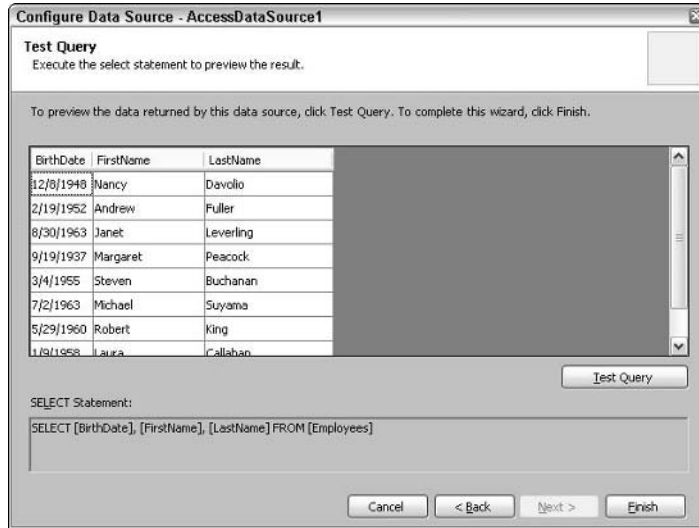 Configure Data Source - AccessDataSource1
Test Query
Execute the select statement to preview the result.
To preview the data returned by this data source, click Test Query. To complete this wizard, click Finish.
BirthDate FirstName LastName
12/8/1948 Nancy Davolio
2/19/1952 Andrew Fuller
8/30/1963 Janet Leverling
9/19/1937 Margaret Peacock
3/4/1955 Steven Buchanan
7/2/1963 Michael Suyama
5/29/1960 Robert King
1/9/1958 Laura Callahan
Test Query
SELECT Statement:
SELECT [BirthDate], [FirstName], [LastName] FROM [Employees]
Cancel < Back Next > Finish